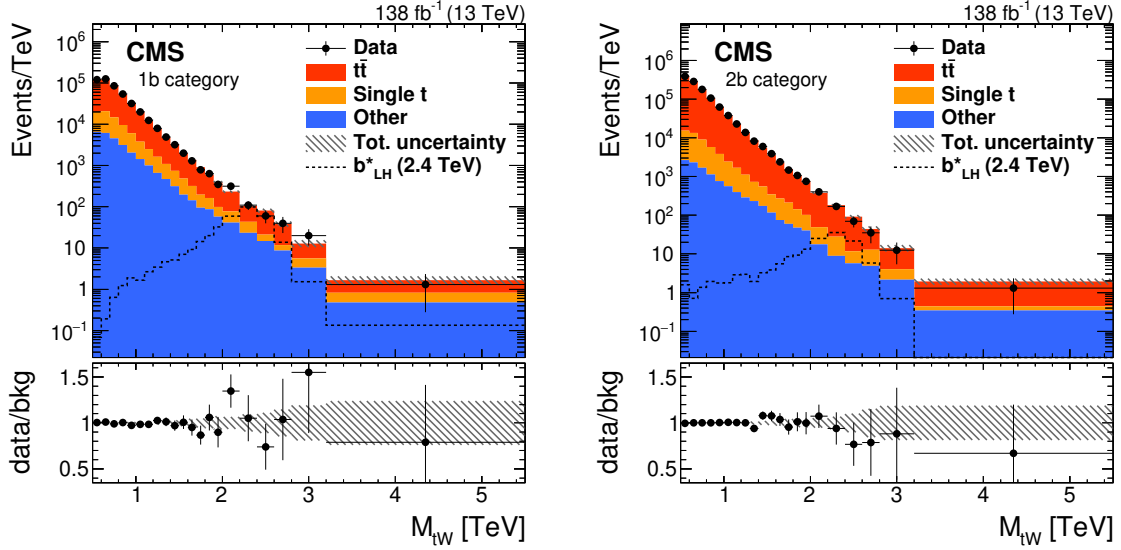 138 fb⁻¹ (13 TeV)
CMS
1b category
Data
tt̄
Single t
Other
Tot. uncertainty
b*LH (2.4 TeV)
Events/TeV
10⁶
10⁵
10⁴
10³
10²
10
1
10⁻¹
data/bkg
1.5
1
0.5
1 2 3 4 5
M_tW [TeV]
138 fb⁻¹ (13 TeV)
CMS
2b category
Data
tt̄
Single t
Other
Tot. uncertainty
b*LH (2.4 TeV)
Events/TeV
10⁶
10⁵
10⁴
10³
10²
10
1
10⁻¹
data/bkg
1.5
1
0.5
1 2 3 4 5
M_tW [TeV]